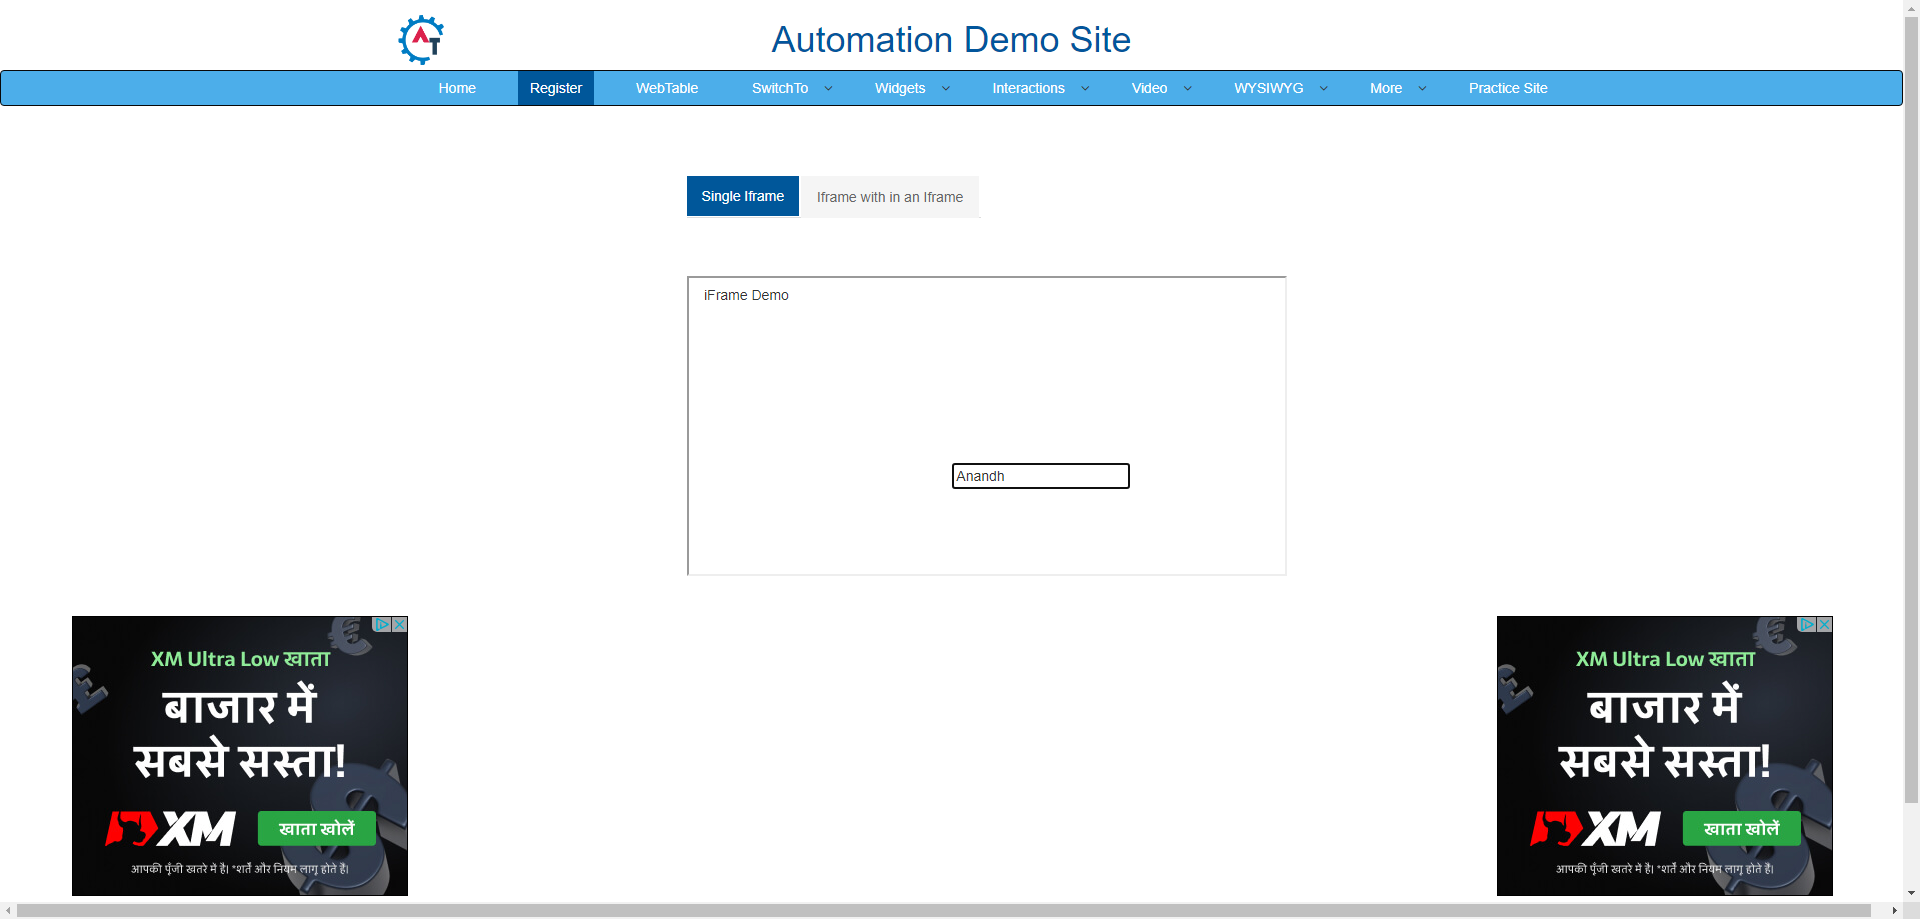 AT
Automation Demo Site
Home Register WebTable SwitchTo Widgets Interactions Video WYSIWYG More Practice Site
Single Iframe Iframe with in an Iframe
iFrame Demo
Anandh
XM Ultra Low खाता
बाजार में
सबसे सस्ता!
XM खाता खोलें
आपकी पूँजी खतरे में है। *शर्तें और नियम लागू होते हैं।
XM Ultra Low खाता
बाजार में
सबसे सस्ता!
XM खाता खोलें
आपकी पूँजी खतरे में है। *शर्तें और नियम लागू होते हैं।